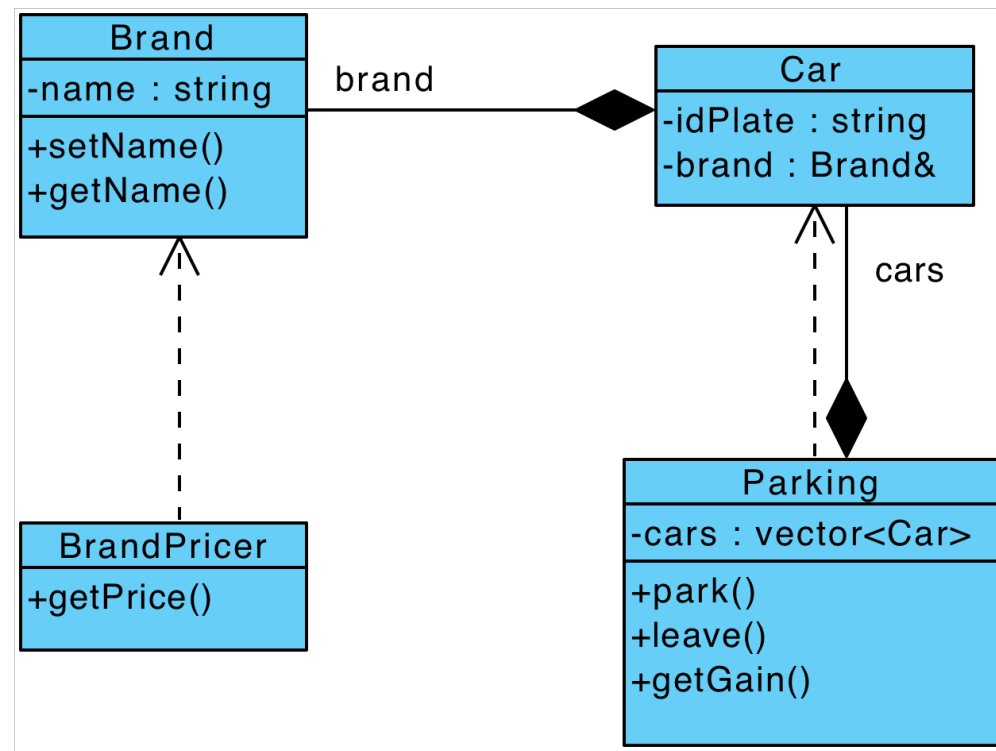 Brand
-name : string
+setName()
+getName()
brand
Car
-idPlate : string
-brand : Brand&
cars
BrandPricer
+getPrice()
Parking
-cars : vector<Car>
+park()
+leave()
+getGain()